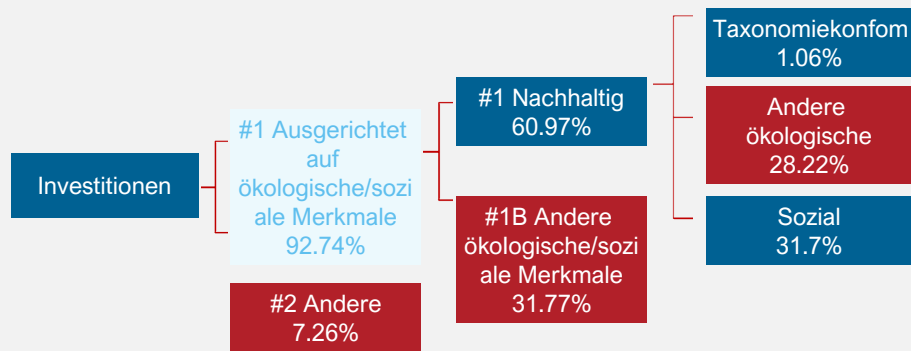 Investitionen
#1 Ausgerichtet
auf
ökologische/sozi
ale Merkmale
92.74%
#2 Andere
7.26%
#1 Nachhaltig
60.97%
#1B Andere
ökologische/sozi
ale Merkmale
31.77%
Taxonomiekonfom
1.06%
Andere
ökologische
28.22%
Sozial
31.7%